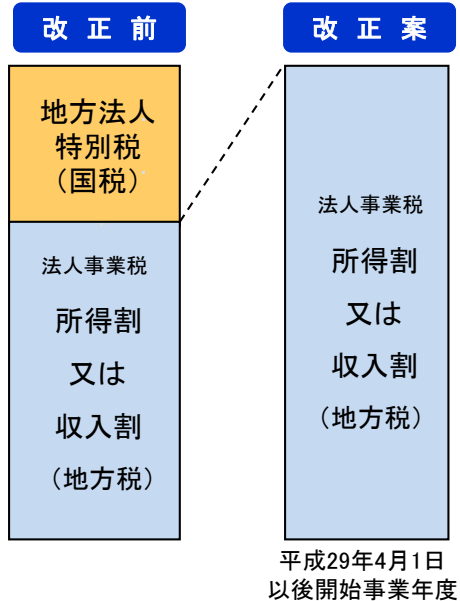 改正前
地方法人
特別税
（国税）
法人事業税
所得割
又は
収入割
（地方税）
改正案
法人事業税
所得割
又は
収入割
（地方税）
平成29年4月1日
以後開始事業年度